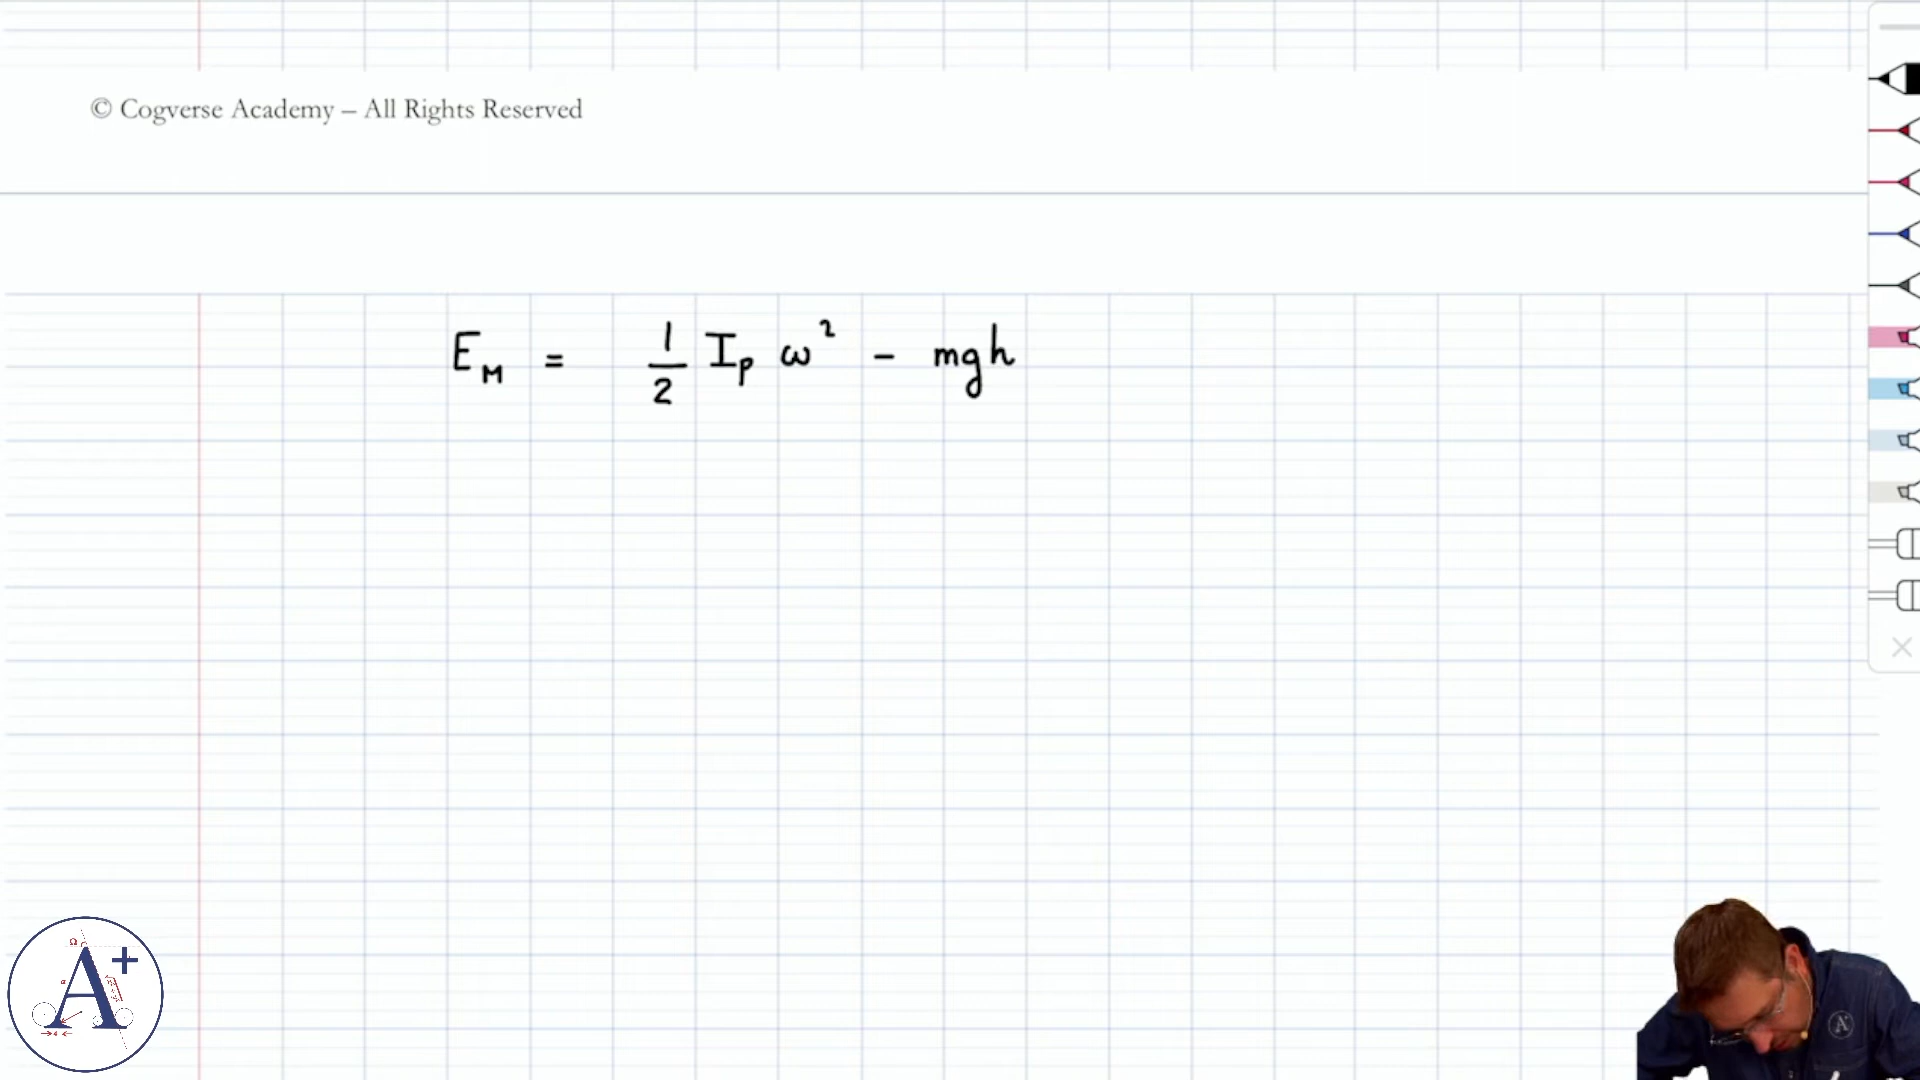 © Cogverse Academy – All Rights Reserved
E_M = 1/2 I_P ω² - mgh
A+